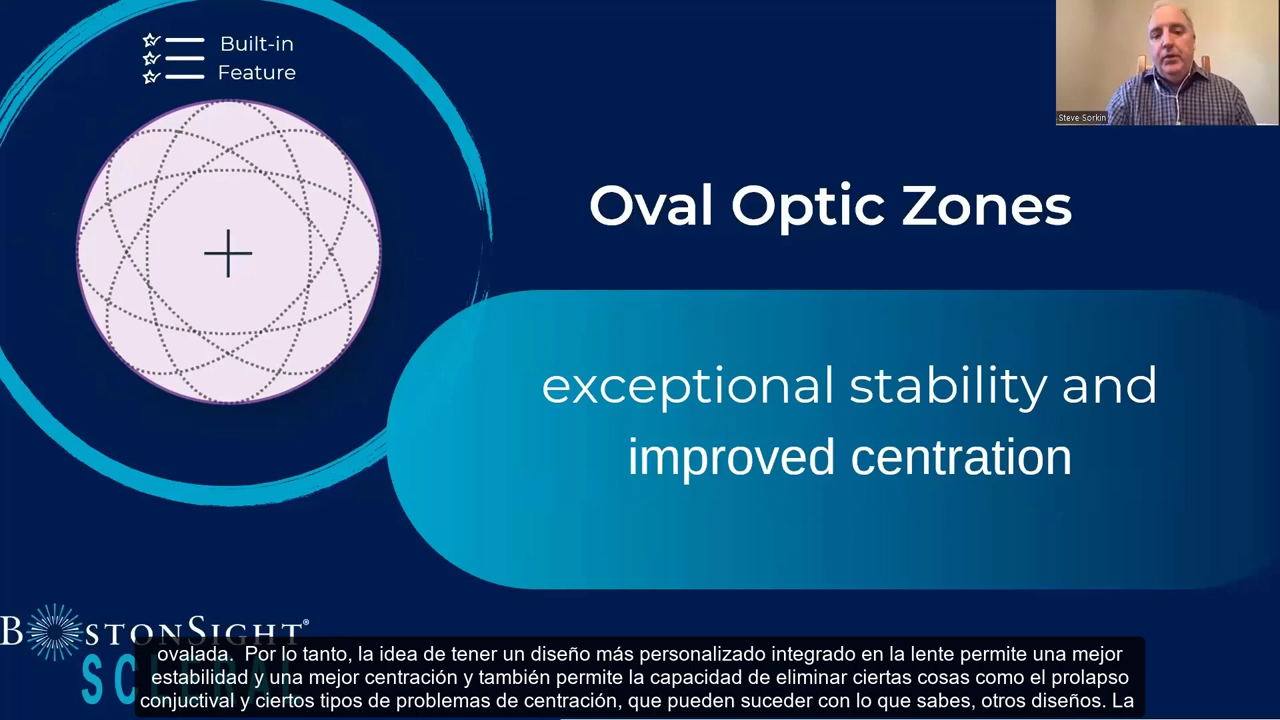 Built-in
Feature
Steve Sorkin
Oval Optic Zones
exceptional stability and
improved centration
BOSTONSIGHT®
SCLERAL
ovalada.  Por lo tanto, la idea de tener un diseño más personalizado integrado en la lente permite una mejor
estabilidad y una mejor centración y también permite la capacidad de eliminar ciertas cosas como el prolapso
conjuctival y ciertos tipos de problemas de centración, que pueden suceder con lo que sabes, otros diseños. La